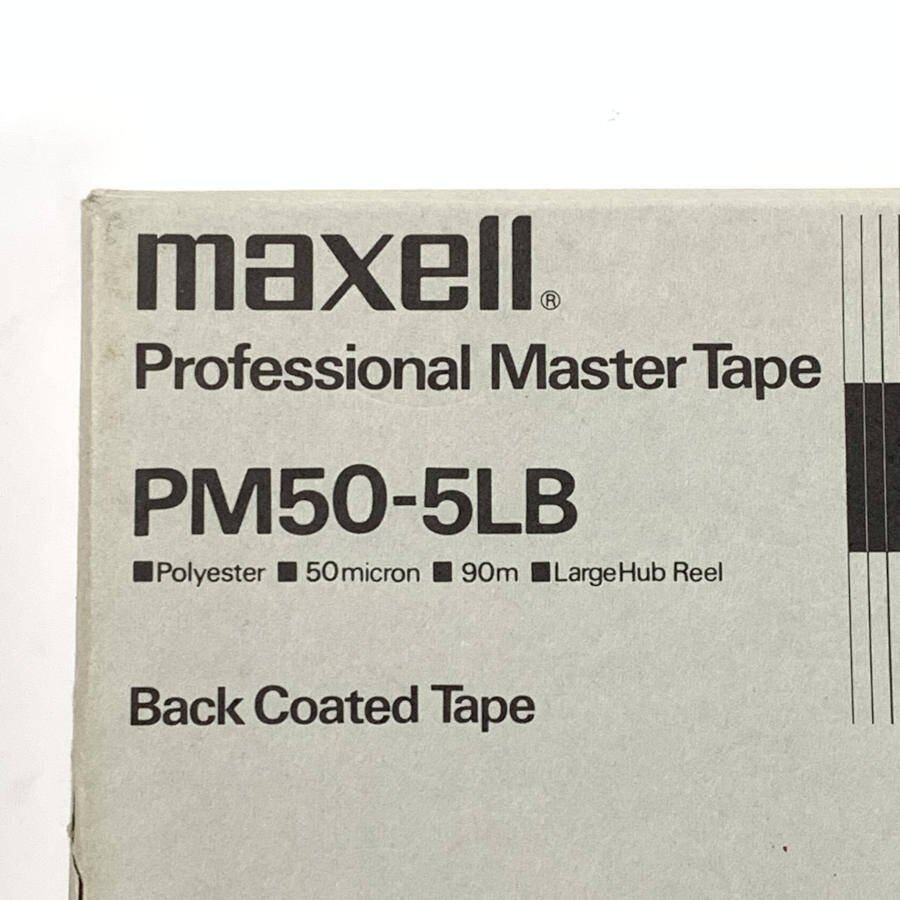 maxell®
Professional Master Tape
PM50-5LB
■Polyester ■ 50micron ■ 90m ■LargeHub Reel
Back Coated Tape